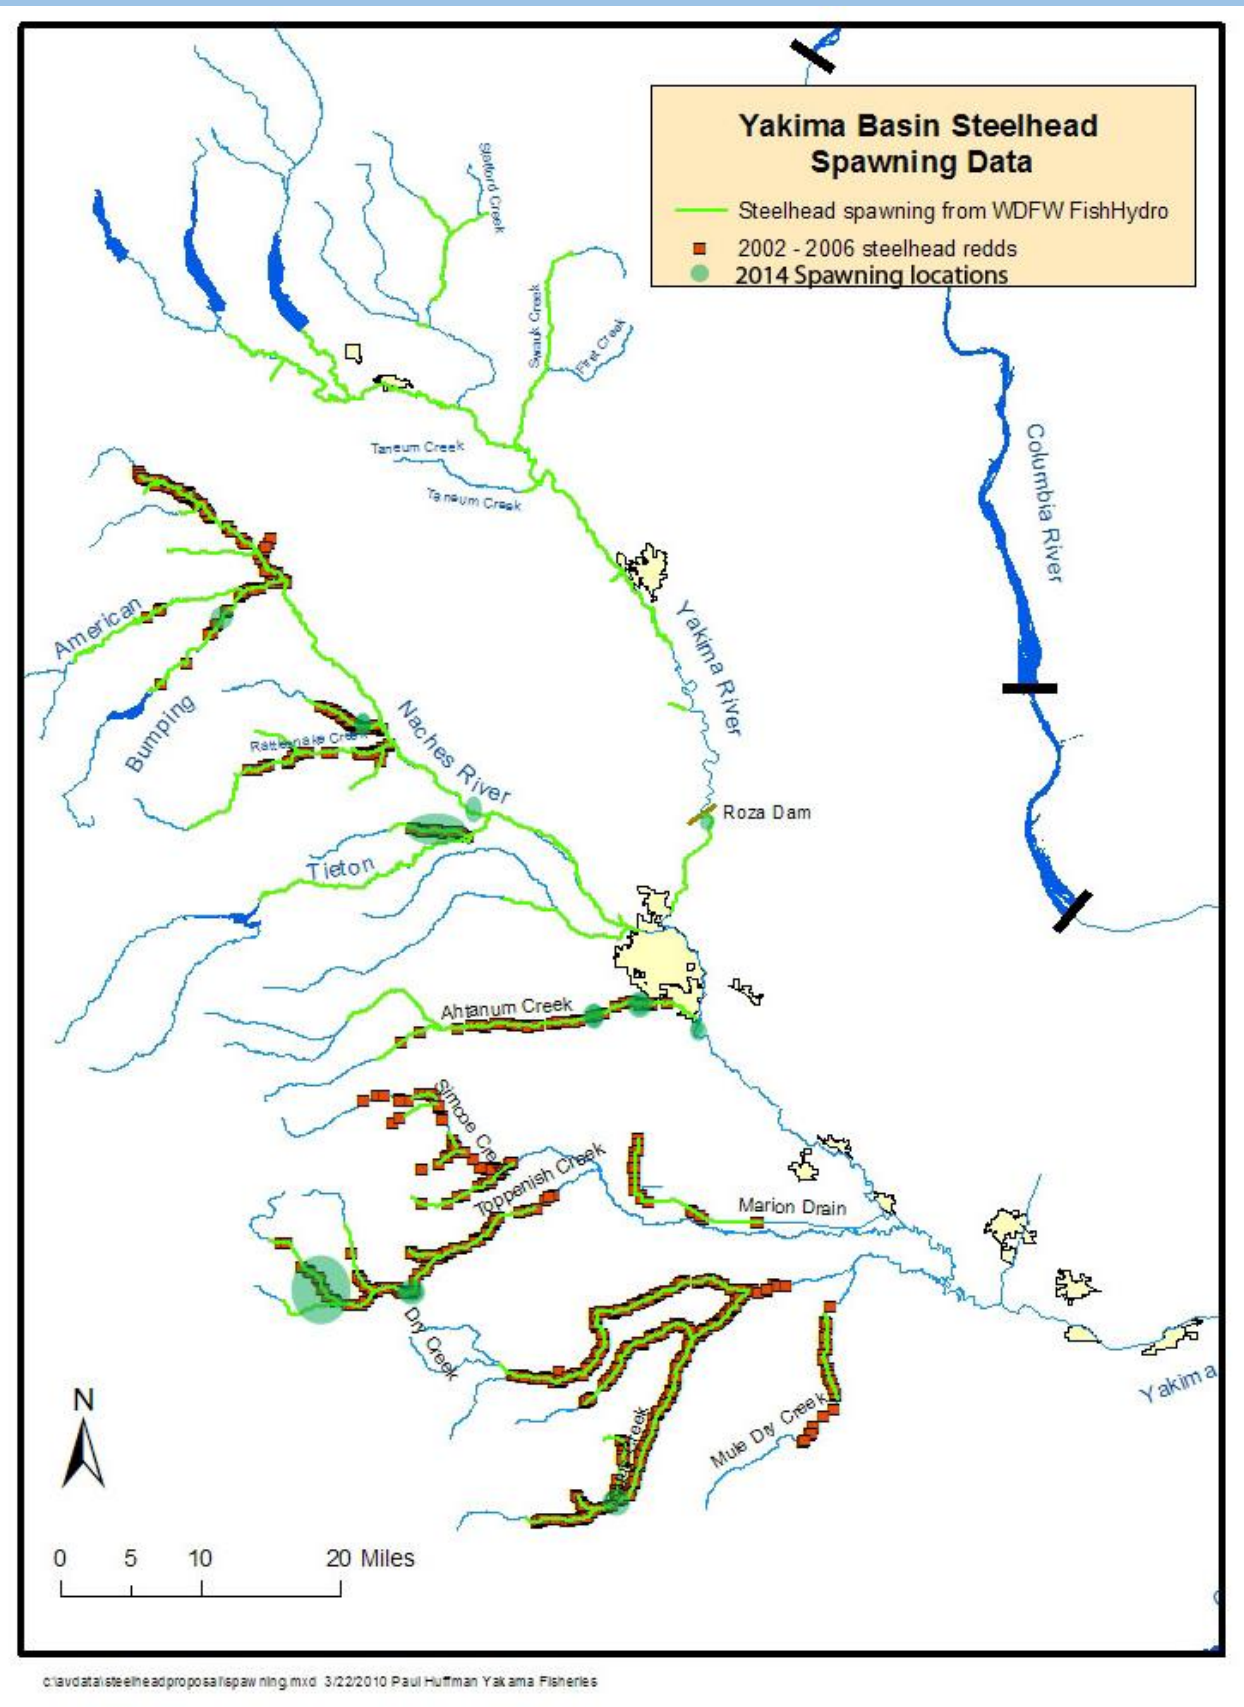 Yakima Basin Steelhead
Spawning Data
Steelhead spawning from WDFW FishHydro
2002 - 2006 steelhead redds
2014 Spawning locations
Stafford Creek
Swauk Creek
First Creek
Taneum Creek
Taneum Creek
Columbia River
American
Yakima River
Bumping
Naches River
Rattlesnake Creek
Roza Dam
Tieton
Ahtanum Creek
Simcoe Creek
Toppenish Creek
Marion Drain
Dry Creek
Creek
Mule Dry Creek
Yakima
N
0 5 10 20 Miles
c:\avdata\steelheadproposal\spawning.mxd 3/22/2010 Paul Huffman Yakama Fisheries